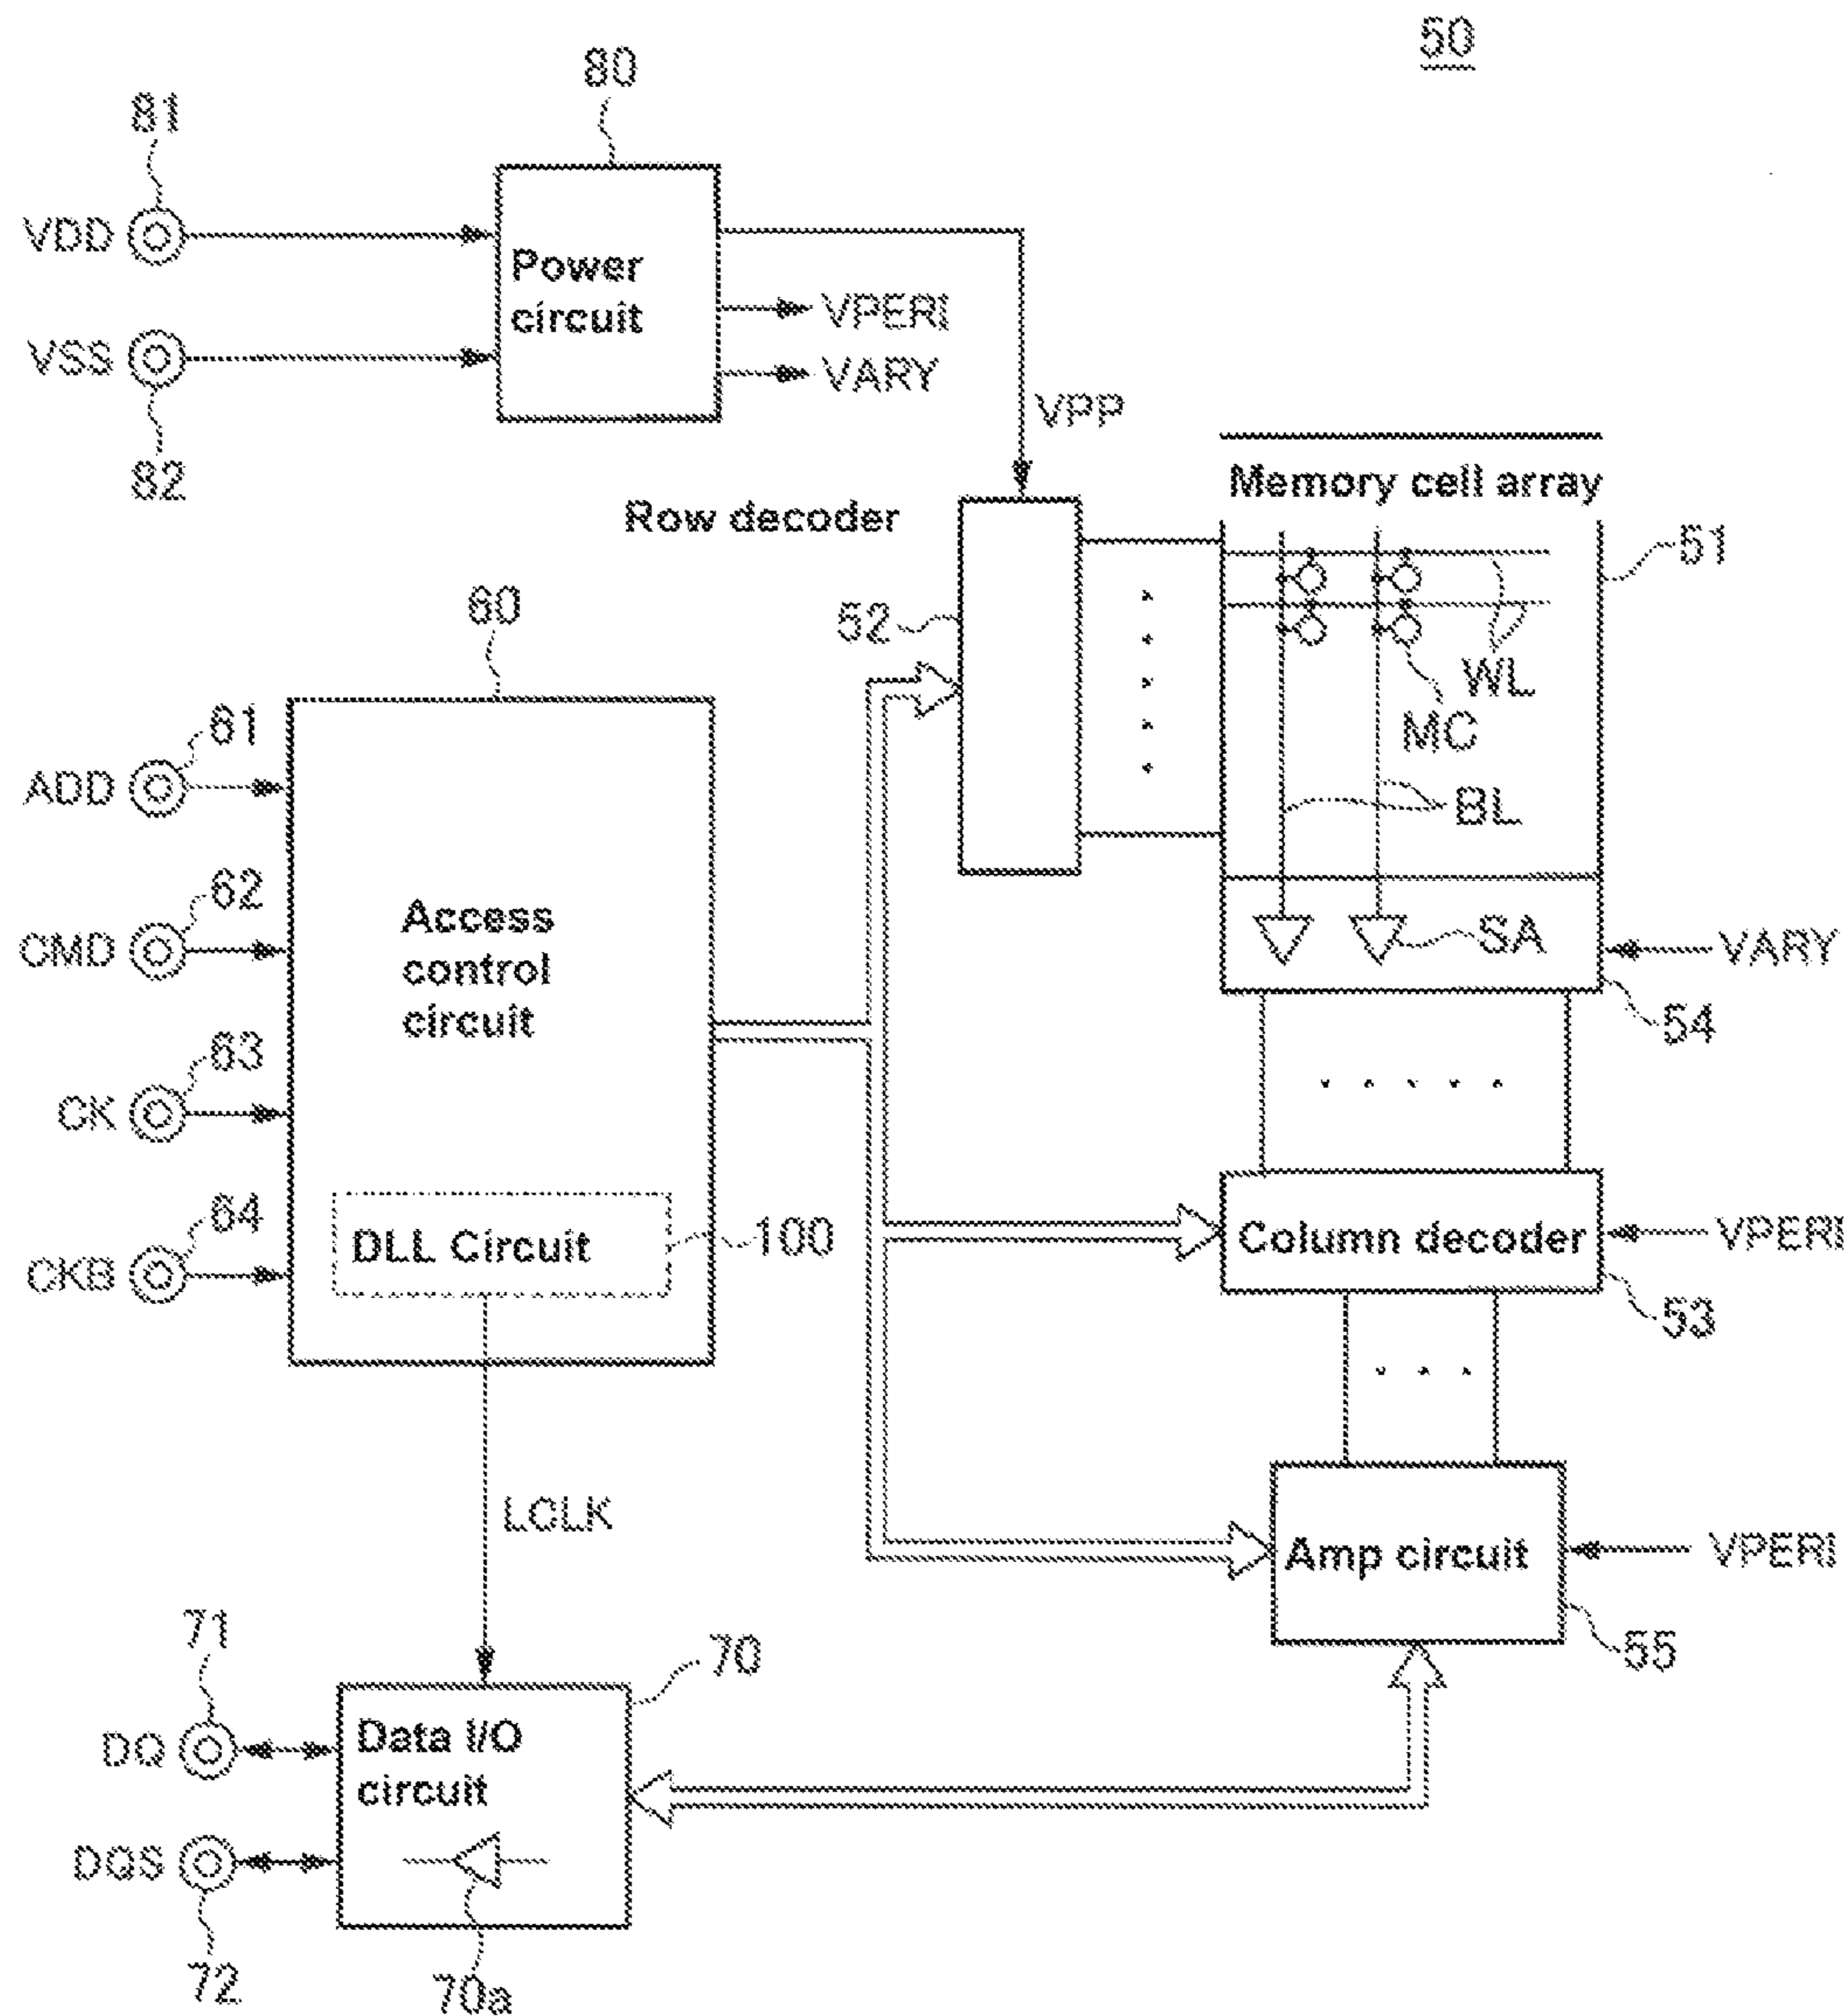 50
80
81
VDD
Power
circuit
VPERI
VSS
VARY
VPP
82
Row decoder
Memory cell array
51
60
52
WL
61
MC
ADD
BL
62
Access
control
circuit
SA
CMD
VARY
54
63
CK
64
DLL Circuit
100
Column decoder
VPERI
CKB
53
LCLK
Amp circuit
VPERI
71
70
55
DQ
Data I/O
circuit
DQS
72
70a